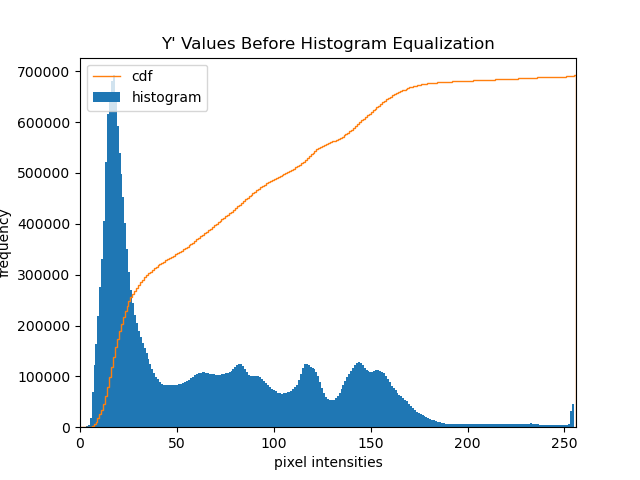 Y' Values Before Histogram Equalization
cdf
histogram
frequency
700000
600000
500000
400000
300000
200000
100000
0
0 50 100 150 200 250
pixel intensities